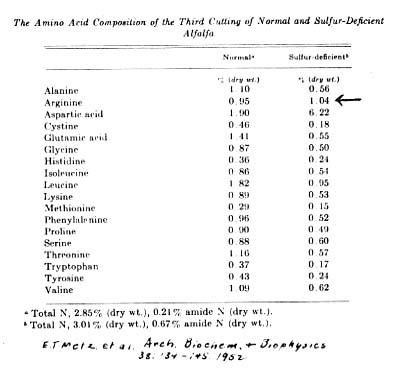 The Amino Acid Composition of the Third Cutting of Normal and Sulfur-Deficient
Alfalfa
Normalᵃ Sulfur-deficientᵇ
% (dry wt.) % (dry wt.)
Alanine 1.10 0.56
Arginine 0.95 1.04 ←
Aspartic acid 1.90 6.22
Cystine 0.46 0.18
Glutamic acid 1.41 0.55
Glycine 0.87 0.50
Histidine 0.36 0.24
Isoleucine 0.86 0.54
Leucine 1.82 0.95
Lysine 0.89 0.53
Methionine 0.29 0.15
Phenylalenine 0.96 0.52
Proline 0.90 0.49
Serine 0.88 0.60
Threonine 1.16 0.57
Tryptophan 0.37 0.17
Tyrosine 0.43 0.24
Valine 1.09 0.62
ᵃ Total N, 2.85% (dry wt.), 0.21% amide N (dry wt.).
ᵇ Total N, 3.01% (dry wt.), 0.67% amide N (dry wt.).
E.T Metz et al. Arch. Biochem. + Biophysics
38: 134-145 1952